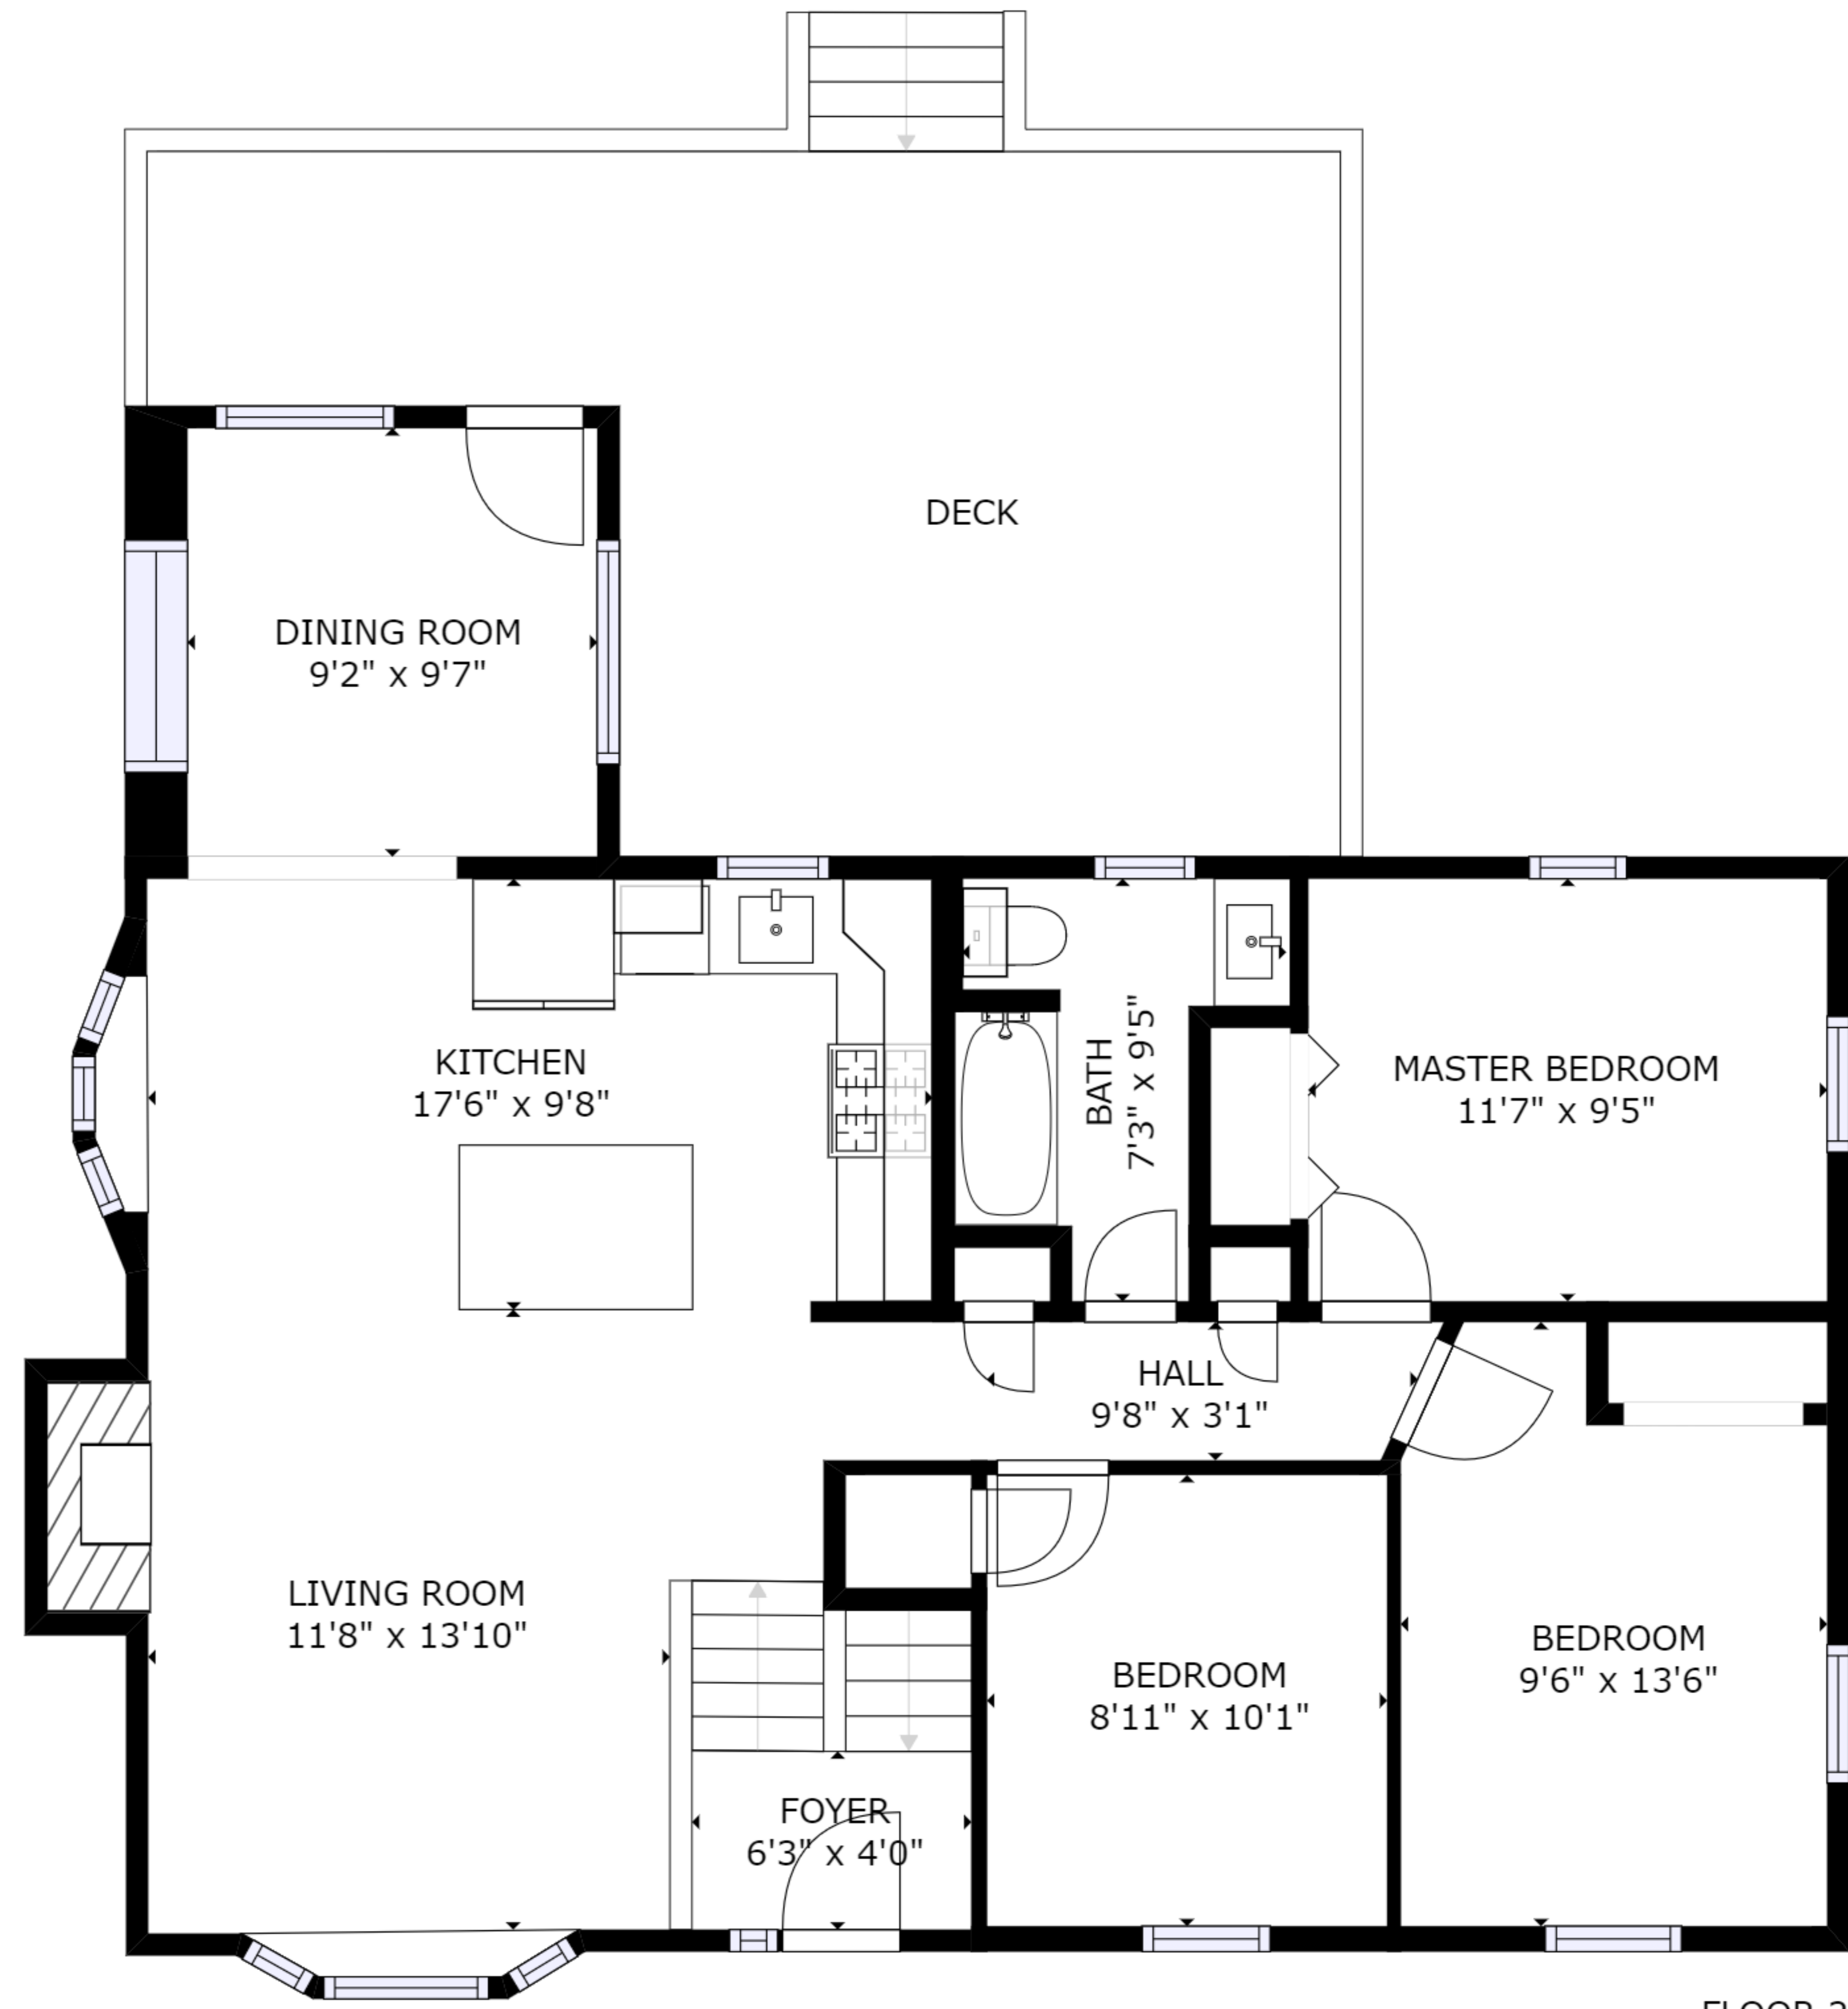 DECK
DINING ROOM
9'2" x 9'7"
KITCHEN
17'6" x 9'8"
BATH
7'3" x 9'5"
MASTER BEDROOM
11'7" x 9'5"
HALL
9'8" x 3'1"
LIVING ROOM
11'8" x 13'10"
BEDROOM
8'11" x 10'1"
BEDROOM
9'6" x 13'6"
FOYER
6'3" x 4'0"
FLOOR